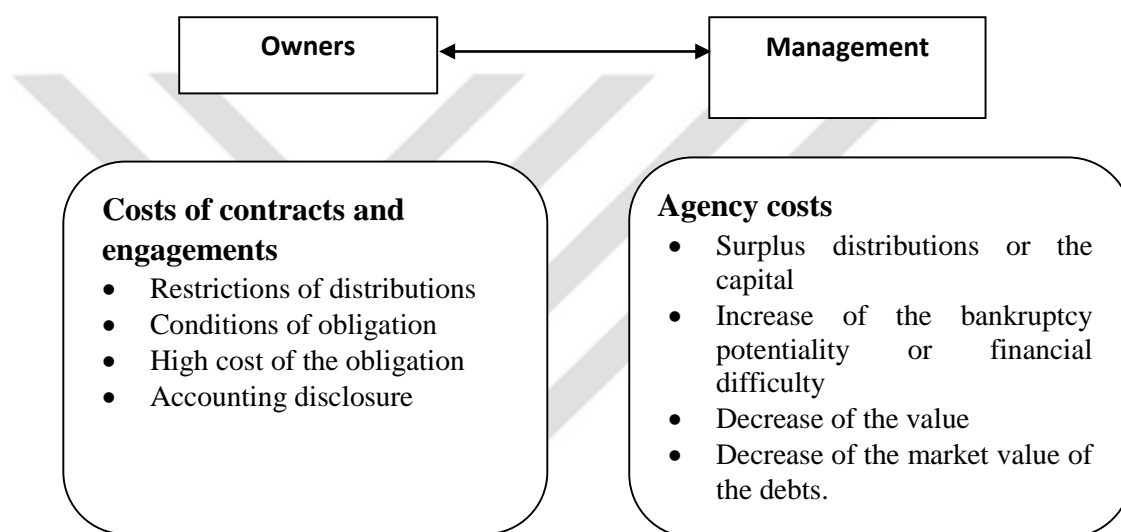 Owners
Management
Costs of contracts and
engagements
• Restrictions of distributions
• Conditions of obligation
• High cost of the obligation
• Accounting disclosure
Agency costs
• Surplus distributions or the
capital
• Increase of the bankruptcy
potentiality or financial
difficulty
• Decrease of the value
• Decrease of the market value of
the debts.